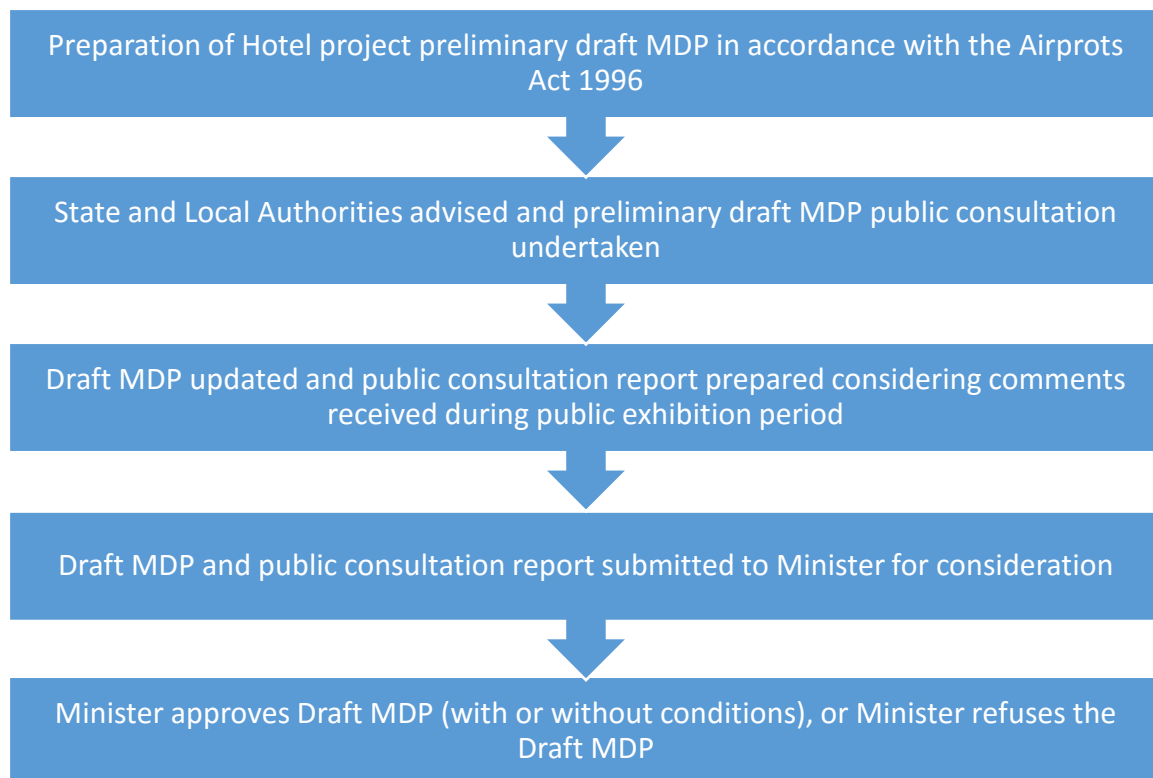 Preparation of Hotel project preliminary draft MDP in accordance with the Airprots
Act 1996
State and Local Authorities advised and preliminary draft MDP public consultation
undertaken
Draft MDP updated and public consultation report prepared considering comments
received during public exhibition period
Draft MDP and public consultation report submitted to Minister for consideration
Minister approves Draft MDP (with or without conditions), or Minister refuses the
Draft MDP